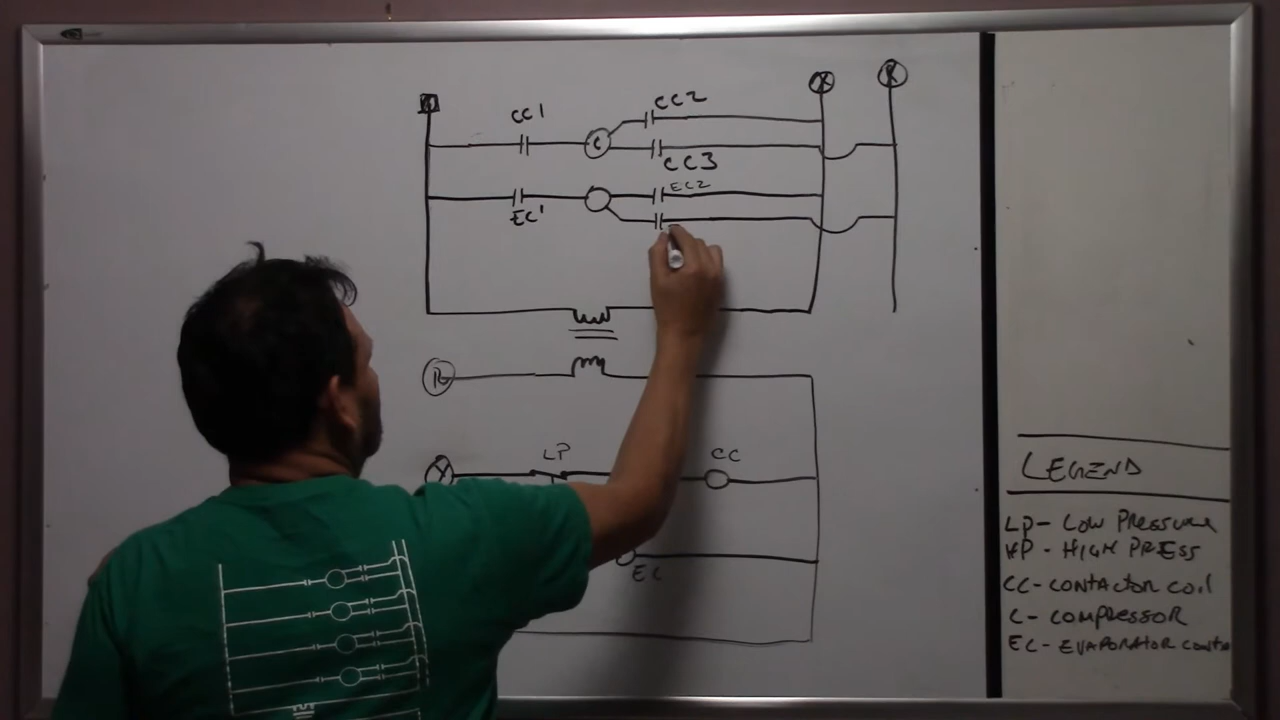 CC2
CC1
C
CC3
EC2
EC1
R
LP
CC
EC
LEGEND
LP- LOW PRESSURE
HP - HIGH PRESS
CC- CONTACTOR COIL
C- COMPRESSOR
EC- EVAPORATOR